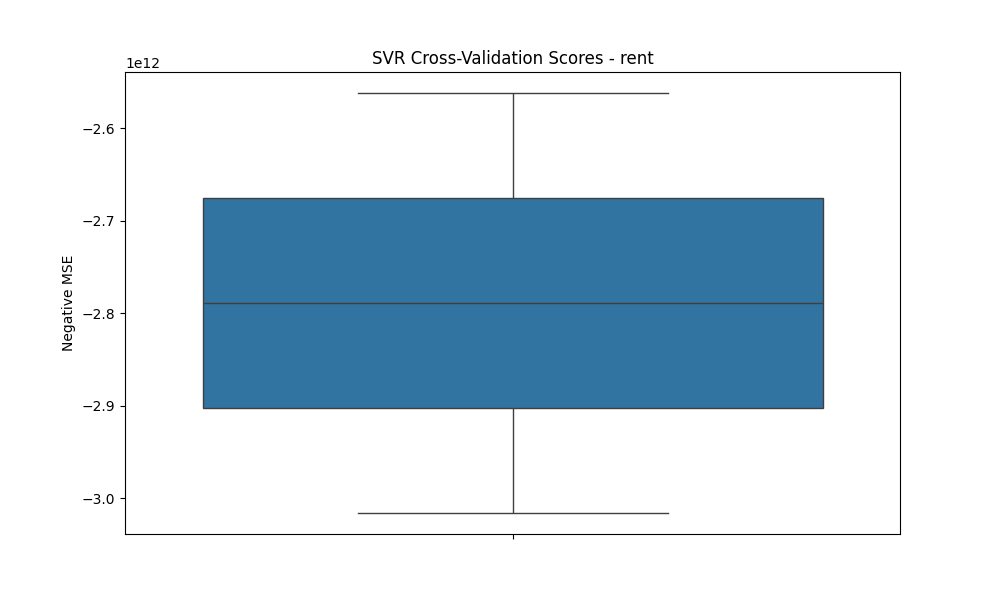 SVR Cross-Validation Scores - rent
1e12
−2.6
−2.7
−2.8
−2.9
−3.0
Negative MSE